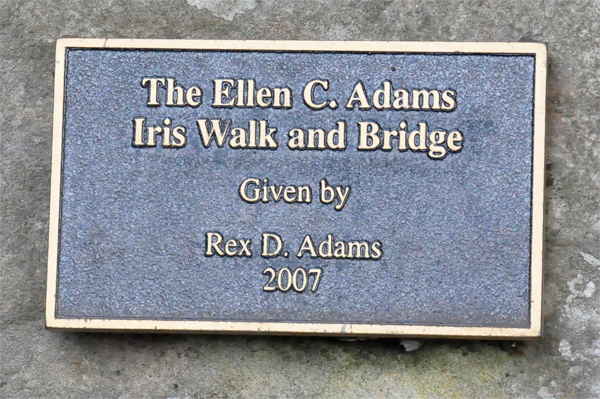 The Ellen C. Adams
Iris Walk and Bridge
Given by
Rex D. Adams
2007